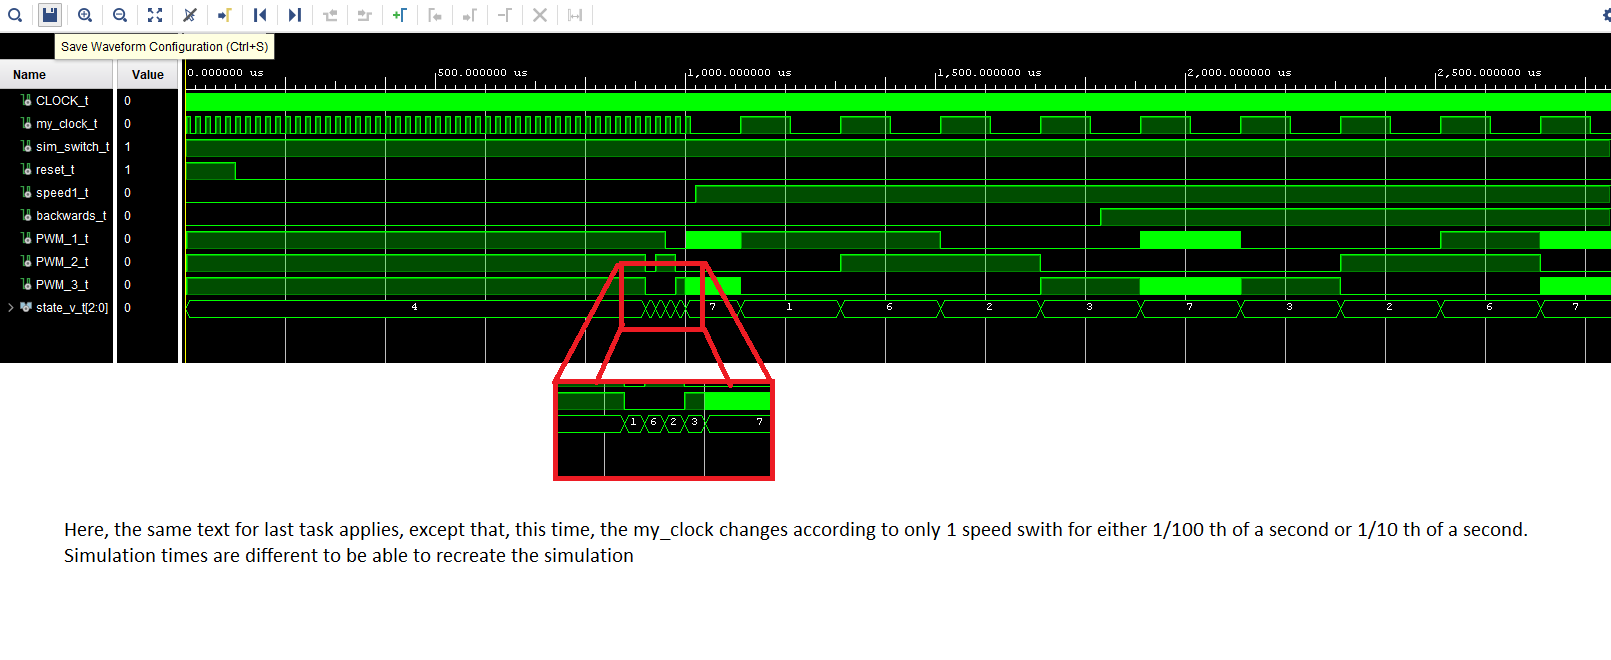 Save Waveform Configuration (Ctrl+S)
Name Value 0.000000 us 500.000000 us 1,000.000000 us 1,500.000000 us 2,000.000000 us 2,500.000000 us
CLOCK_t 0
my_clock_t 0
sim_switch_t 1
reset_t 1
speed1_t 0
backwards_t 0
PWM_1_t 0
PWM_2_t 0
PWM_3_t 0
state_v_t[2:0] 0 4 7 1 6 2 3 7 3 2 6 7
1 6 2 3 7
Here, the same text for last task applies, except that, this time, the my_clock changes according to only 1 speed swith for either 1/100 th of a second or 1/10 th of a second.
Simulation times are different to be able to recreate the simulation